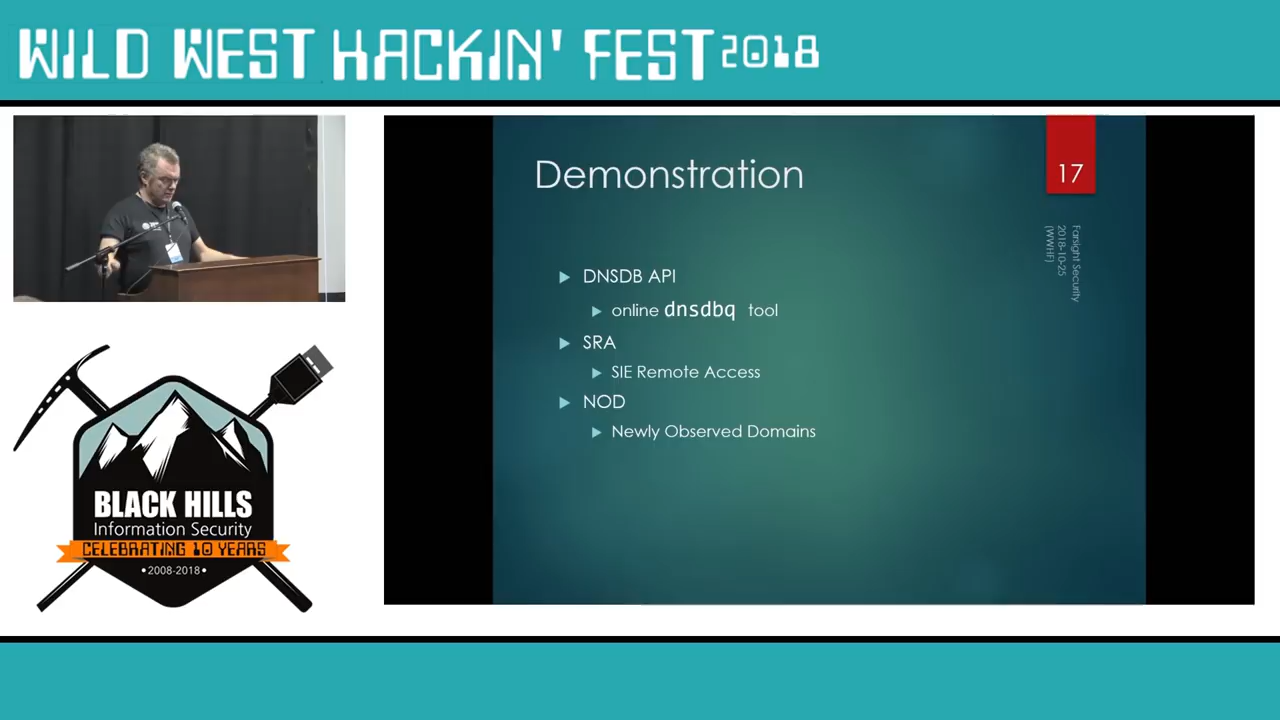 WILD WEST HACKIN' FEST 2018
Demonstration
17
Farsight Security
2018-10-25
(WWHF)
DNSDB API
online dnsdbq tool
SRA
SIE Remote Access
NOD
Newly Observed Domains
BLACK HILLS
Information Security
CELEBRATING 10 YEARS
•2008-2018•